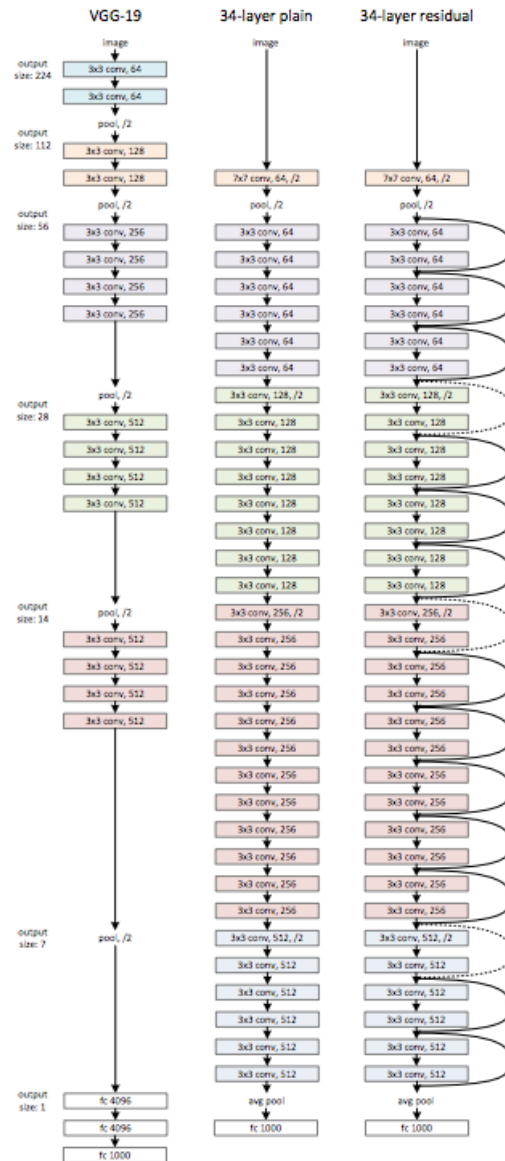 VGG-19
image
output
size: 224
3x3 conv, 64
3x3 conv, 64
pool, /2
output
size: 112
3x3 conv, 128
3x3 conv, 128
pool, /2
output
size: 56
3x3 conv, 256
3x3 conv, 256
3x3 conv, 256
3x3 conv, 256
pool, /2
output
size: 28
3x3 conv, 512
3x3 conv, 512
3x3 conv, 512
3x3 conv, 512
pool, /2
output
size: 14
3x3 conv, 512
3x3 conv, 512
3x3 conv, 512
3x3 conv, 512
pool, /2
output
size: 7
output
size: 1
fc 4096
fc 4096
fc 1000
34-layer plain
image
7x7 conv, 64, /2
pool, /2
3x3 conv, 64
3x3 conv, 64
3x3 conv, 64
3x3 conv, 64
3x3 conv, 64
3x3 conv, 64
3x3 conv, 128, /2
3x3 conv, 128
3x3 conv, 128
3x3 conv, 128
3x3 conv, 128
3x3 conv, 128
3x3 conv, 128
3x3 conv, 128
3x3 conv, 256, /2
3x3 conv, 256
3x3 conv, 256
3x3 conv, 256
3x3 conv, 256
3x3 conv, 256
3x3 conv, 256
3x3 conv, 256
3x3 conv, 256
3x3 conv, 256
3x3 conv, 256
3x3 conv, 256
3x3 conv, 512, /2
3x3 conv, 512
3x3 conv, 512
3x3 conv, 512
3x3 conv, 512
3x3 conv, 512
avg pool
fc 1000
34-layer residual
image
7x7 conv, 64, /2
pool, /2
3x3 conv, 64
3x3 conv, 64
3x3 conv, 64
3x3 conv, 64
3x3 conv, 64
3x3 conv, 64
3x3 conv, 128, /2
3x3 conv, 128
3x3 conv, 128
3x3 conv, 128
3x3 conv, 128
3x3 conv, 128
3x3 conv, 128
3x3 conv, 128
3x3 conv, 256, /2
3x3 conv, 256
3x3 conv, 256
3x3 conv, 256
3x3 conv, 256
3x3 conv, 256
3x3 conv, 256
3x3 conv, 256
3x3 conv, 256
3x3 conv, 256
3x3 conv, 256
3x3 conv, 256
3x3 conv, 512, /2
3x3 conv, 512
3x3 conv, 512
3x3 conv, 512
3x3 conv, 512
3x3 conv, 512
avg pool
fc 1000